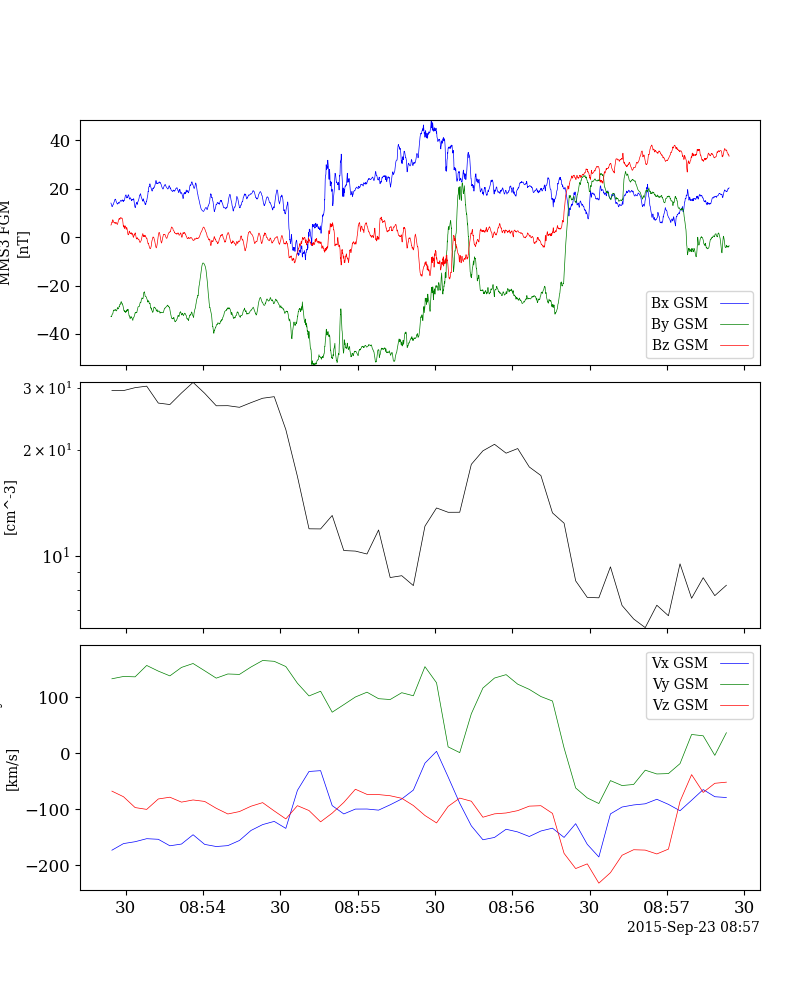 MMS3 FGM
[nT]
40
20
0
−20
−40
Bx GSM
By GSM
Bz GSM
[cm^-3]
3 × 10¹
2 × 10¹
10¹
[km/s]
100
0
−100
−200
Vx GSM
Vy GSM
Vz GSM
30 08:54 30 08:55 30 08:56 30 08:57 30
2015-Sep-23 08:57